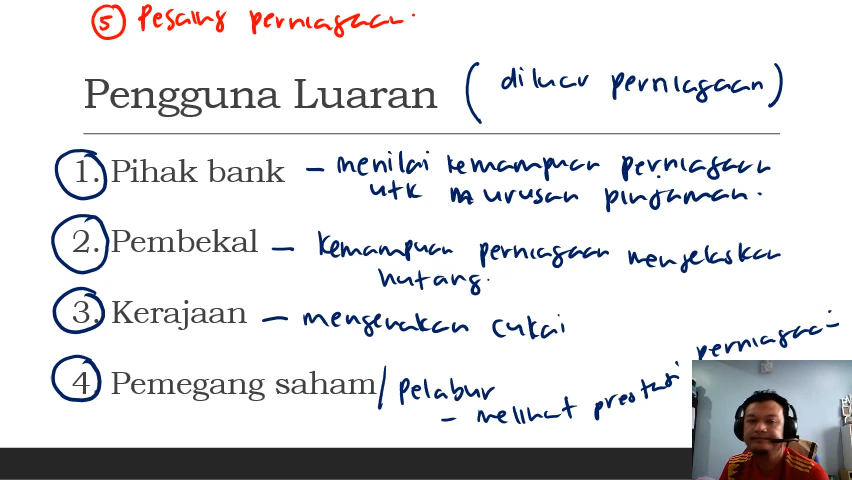 ⑤ Pesaing perniagaan.
Pengguna Luaran (diluar perniagaan)
1. Pihak bank – menilai kemampuan perniagaan
utk urusan pinjaman.
2. Pembekal – kemampuan perniagaan menjelaskan
hutang.
3. Kerajaan – mengenakan cukai
4 Pemegang saham / pelabur
– melihat prestasi perniagaan